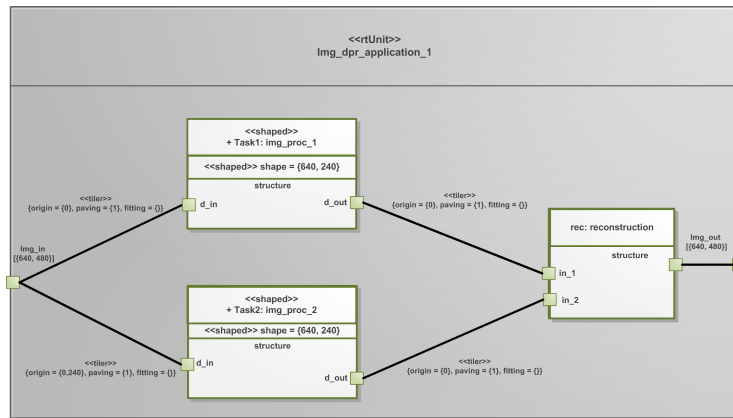 <<rtUnit>>
Img_dpr_application_1
<<shaped>>
+ Task1: img_proc_1
<<shaped>> shape = {640, 240}
structure
d_in
d_out
<<tiler>>
{origin = {0}, paving = {1}, fitting = {}}
<<tiler>>
{origin = {0}, paving = {1}, fitting = {}}
Img_in
[{640, 480}]
rec: reconstruction
structure
in_1
in_2
Img_out
[{640, 480}]
<<shaped>>
+ Task2: img_proc_2
<<shaped>> shape = {640, 240}
structure
d_in
d_out
<<tiler>>
{origin = {0,240}, paving = {1}, fitting = {}}
<<tiler>>
{origin = {0}, paving = {1}, fitting = {}}